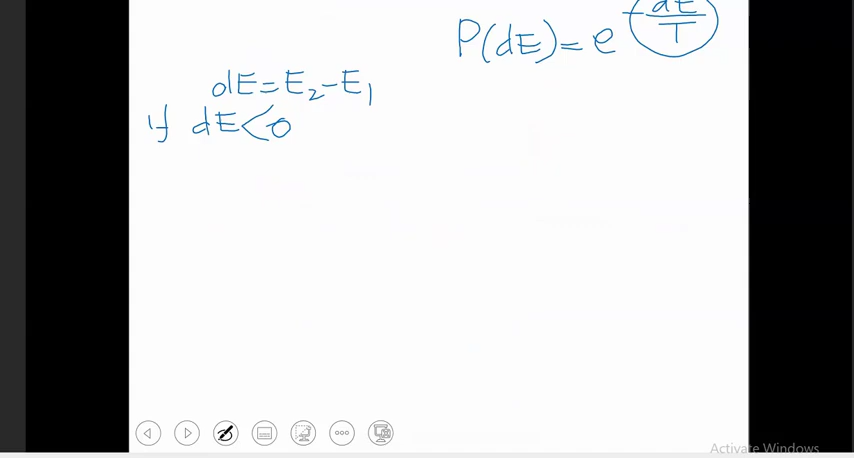 P(dE) = e^{-dE/T}
dE = E₂ - E₁
if dE < 0
Activate Windows